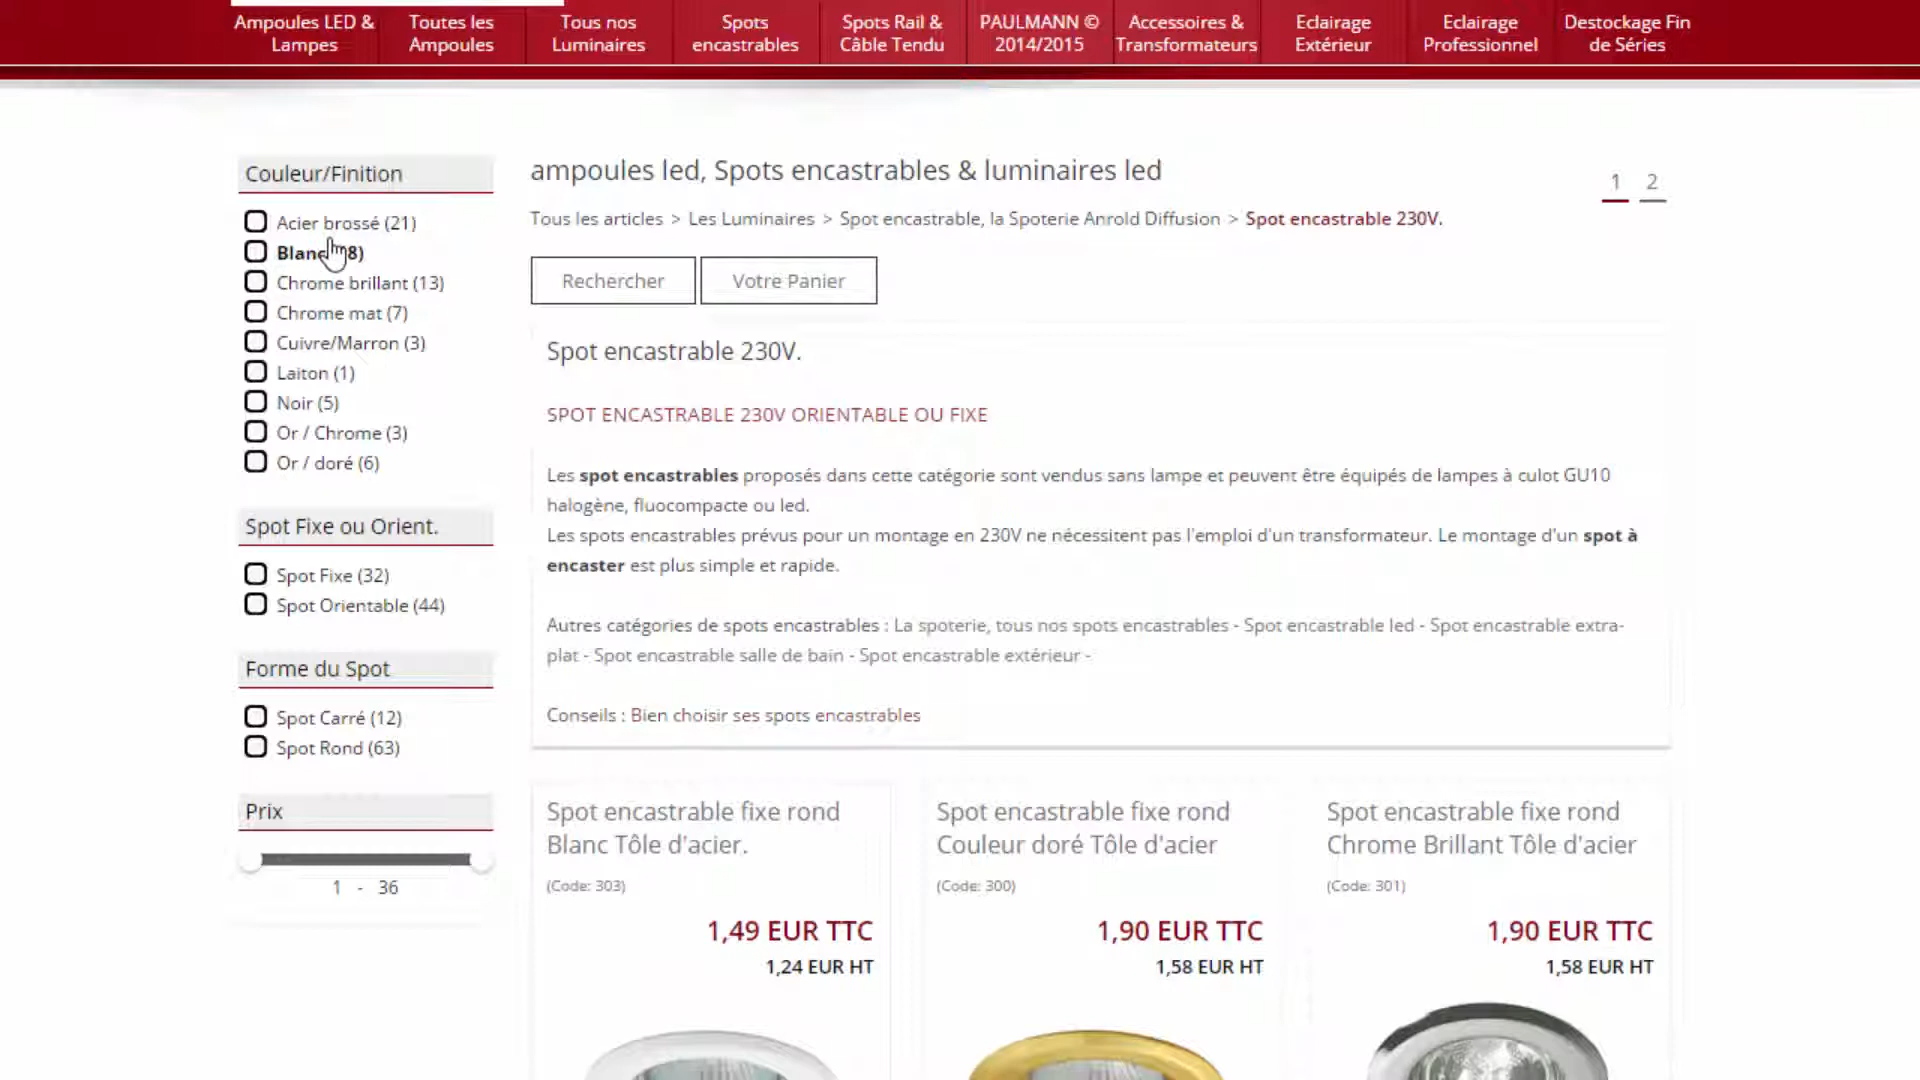 Ampoules LED &
Lampes
Toutes les
Ampoules
Tous nos
Luminaires
Spots
encastrables
Spots Rail &
Câble Tendu
PAULMANN ©
2014/2015
Accessoires &
Transformateurs
Eclairage
Extérieur
Eclairage
Professionnel
Destockage Fin
de Séries
Couleur/Finition
Acier brossé (21)
Chrome brillant (13)
Chrome mat (7)
Cuivre/Marron (3)
Laiton (1)
Noir (5)
Or / Chrome (3)
Or / doré (6)
Spot Fixe ou Orient.
Spot Fixe (32)
Spot Orientable (44)
Forme du Spot
Spot Carré (12)
Spot Rond (63)
Prix
1 - 36
ampoules led, Spots encastrables & luminaires led
1 2
Tous les articles > Les Luminaires > Spot encastrable, la Spoterie Anrold Diffusion > Spot encastrable 230V.
Rechercher
Votre Panier
Spot encastrable 230V.
SPOT ENCASTRABLE 230V ORIENTABLE OU FIXE
Les spot encastrables proposés dans cette catégorie sont vendus sans lampe et peuvent être équipés de lampes à culot GU10
halogène, fluocompacte ou led.
Les spots encastrables prévus pour un montage en 230V ne nécessitent pas l'emploi d'un transformateur. Le montage d'un spot à
encaster est plus simple et rapide.
Autres catégories de spots encastrables : La spoterie, tous nos spots encastrables - Spot encastrable led - Spot encastrable extra-
plat - Spot encastrable salle de bain - Spot encastrable extérieur -
Conseils : Bien choisir ses spots encastrables
Spot encastrable fixe rond
Blanc Tôle d'acier.
(Code: 303)
1,49 EUR TTC
1,24 EUR HT
Spot encastrable fixe rond
Couleur doré Tôle d'acier
(Code: 300)
1,90 EUR TTC
1,58 EUR HT
Spot encastrable fixe rond
Chrome Brillant Tôle d'acier
(Code: 301)
1,90 EUR TTC
1,58 EUR HT